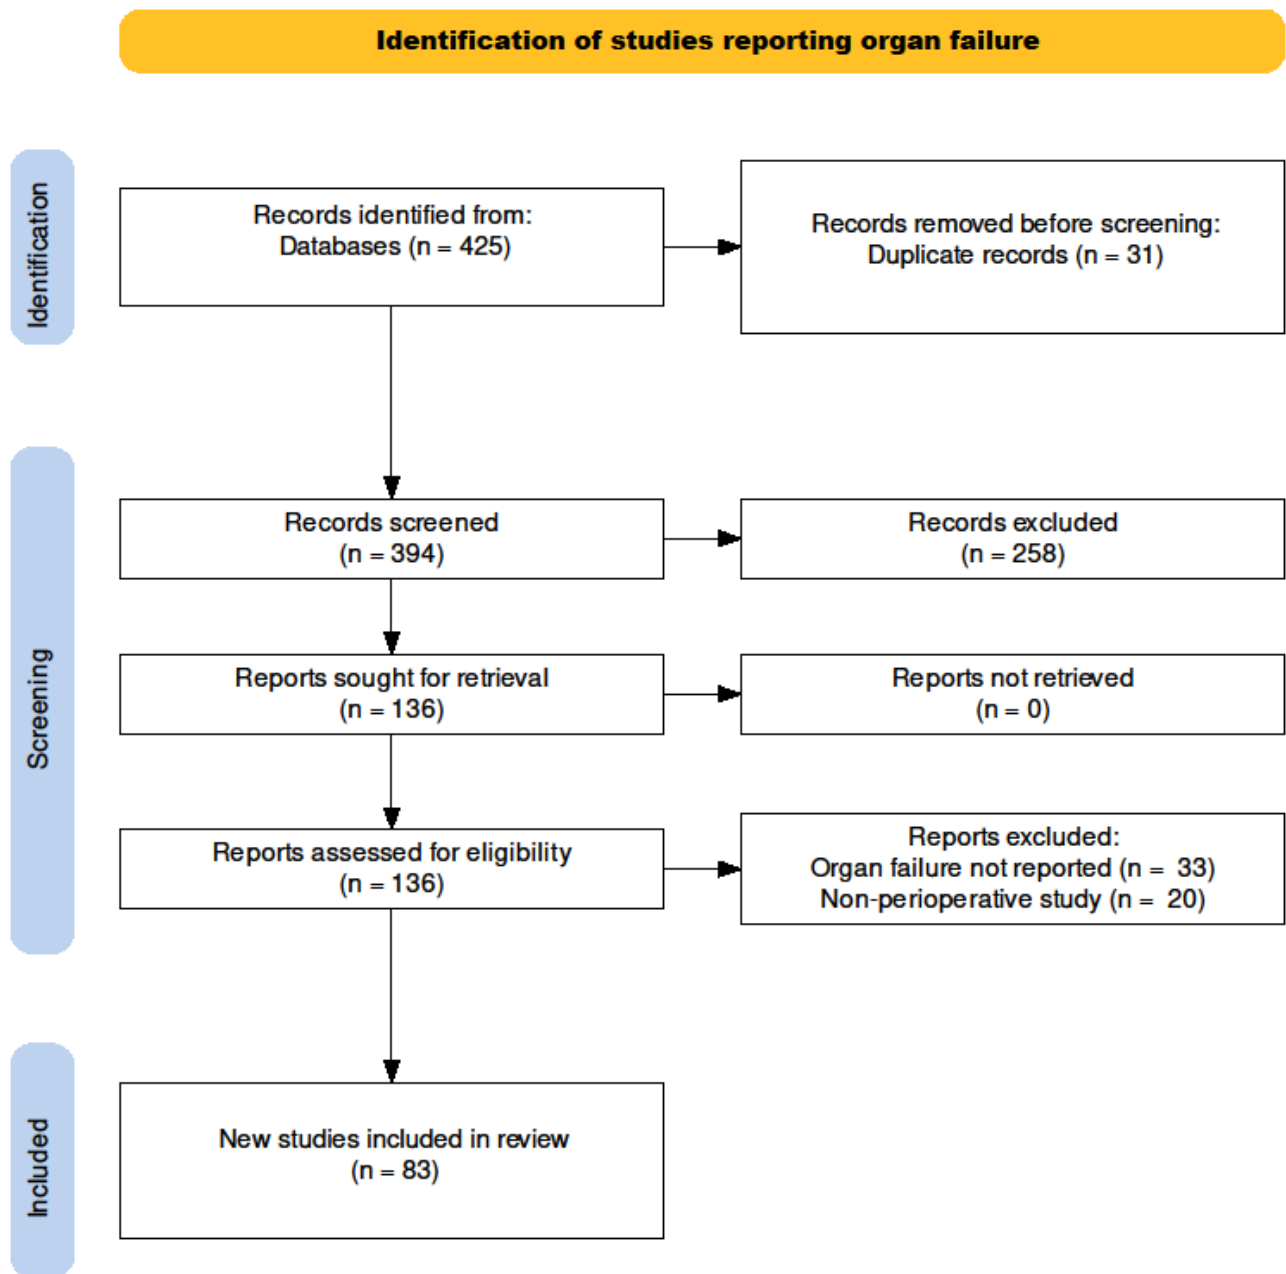 Identification of studies reporting organ failure
Identification
Records identified from:
Databases (n = 425)
Records removed before screening:
Duplicate records (n = 31)
Screening
Records screened
(n = 394)
Records excluded
(n = 258)
Reports sought for retrieval
(n = 136)
Reports not retrieved
(n = 0)
Reports assessed for eligibility
(n = 136)
Reports excluded:
Organ failure not reported (n = 33)
Non-perioperative study (n = 20)
Included
New studies included in review
(n = 83)